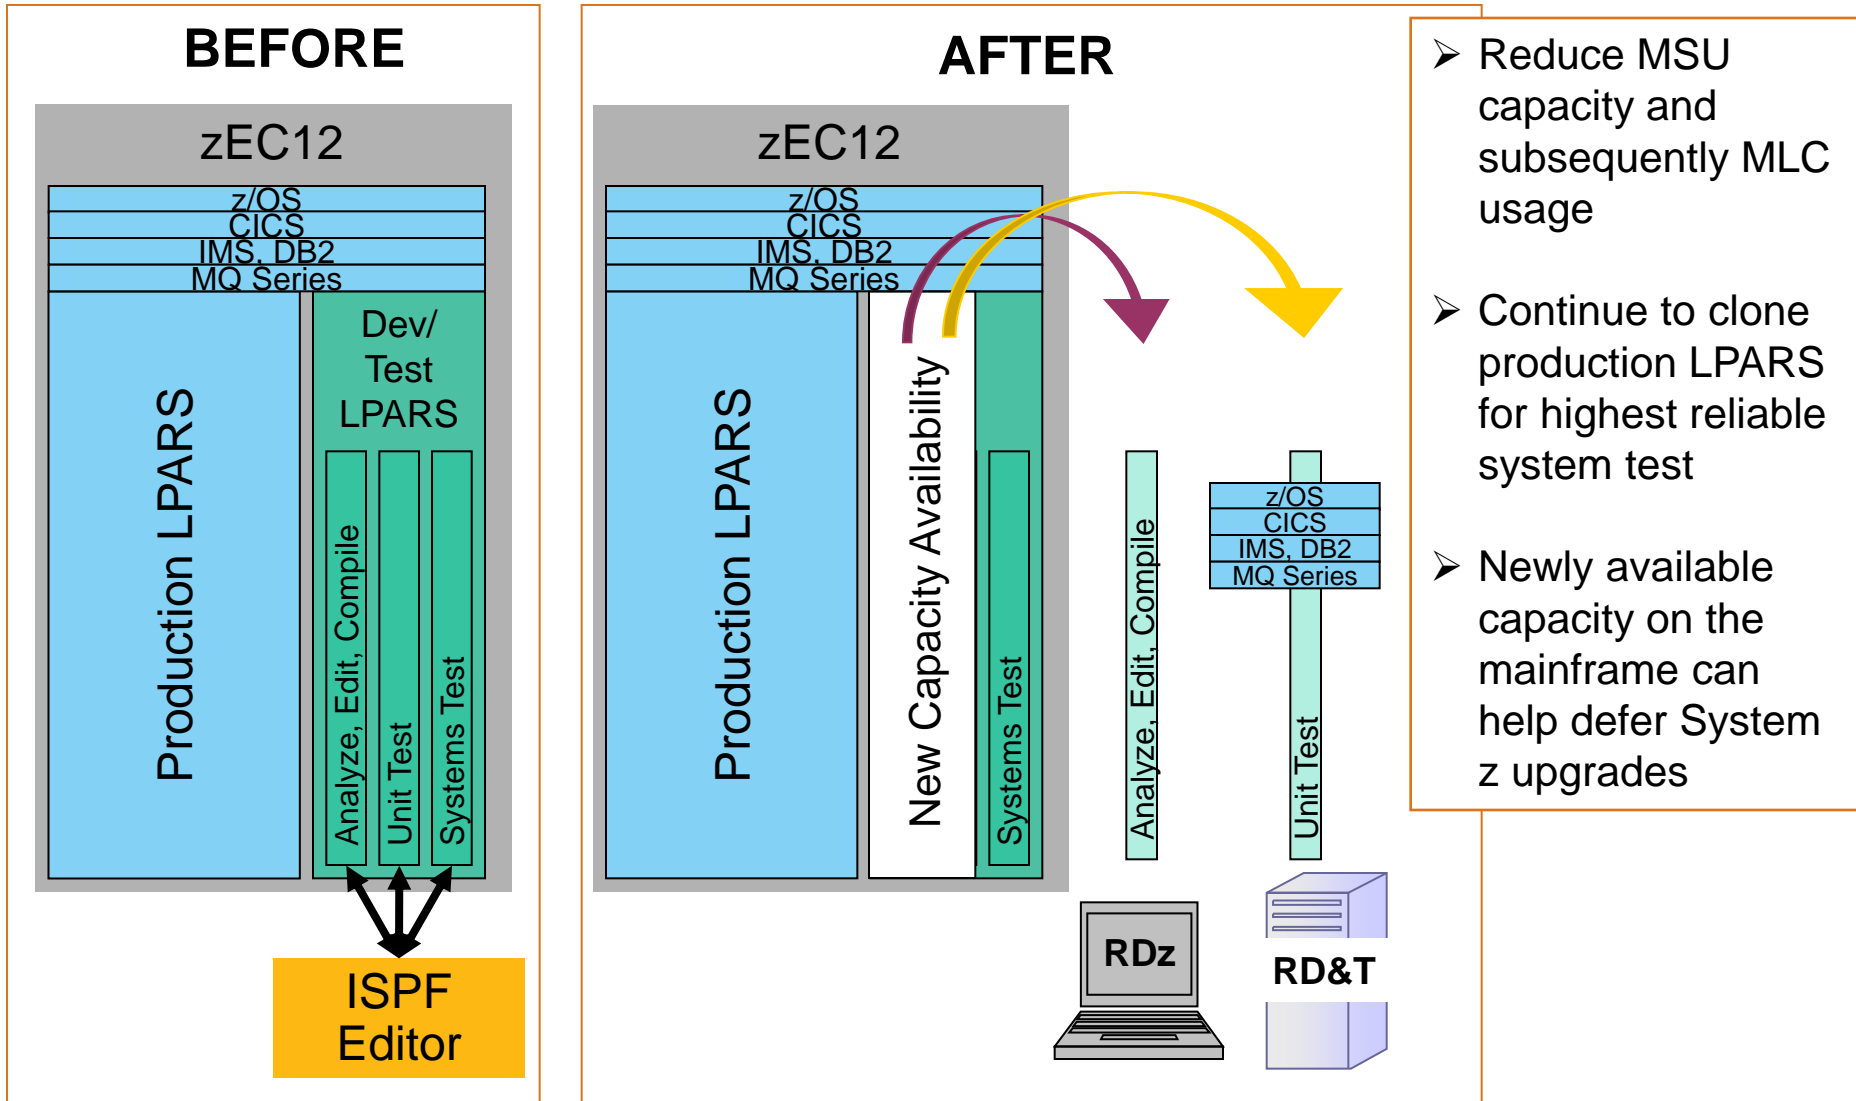 BEFORE
zEC12
z/OS
CICS
IMS, DB2
MQ Series
Production LPARS
Dev/
Test
LPARS
Analyze, Edit, Compile
Unit Test
Systems Test
ISPF
Editor
AFTER
zEC12
z/OS
CICS
IMS, DB2
MQ Series
Production LPARS
New Capacity Availability
Systems Test
Analyze, Edit, Compile
z/OS
CICS
IMS, DB2
MQ Series
Unit Test
RDz
RD&T
➢ Reduce MSU
capacity and
subsequently MLC
usage
➢ Continue to clone
production LPARS
for highest reliable
system test
➢ Newly available
capacity on the
mainframe can
help defer System
z upgrades